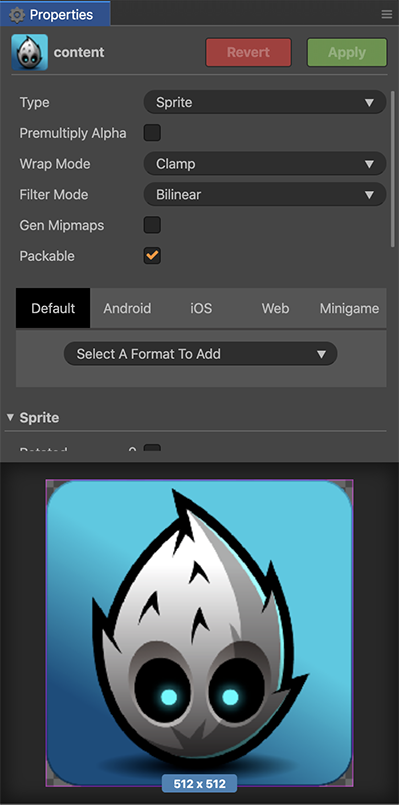 Properties
content
Revert
Apply
Type
Sprite
Premultiply Alpha
Wrap Mode
Clamp
Filter Mode
Bilinear
Gen Mipmaps
Packable
Default
Android
iOS
Web
Minigame
Select A Format To Add
Sprite
512 x 512